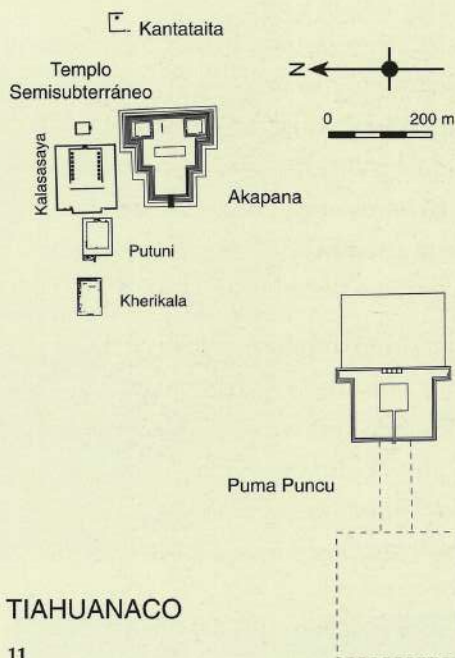 Kantataita
Templo
Semisubterráneo
N
0 200 m
Kalasasaya
Akapana
Putuni
Kherikala
Puma Puncu
TIAHUANACO
11